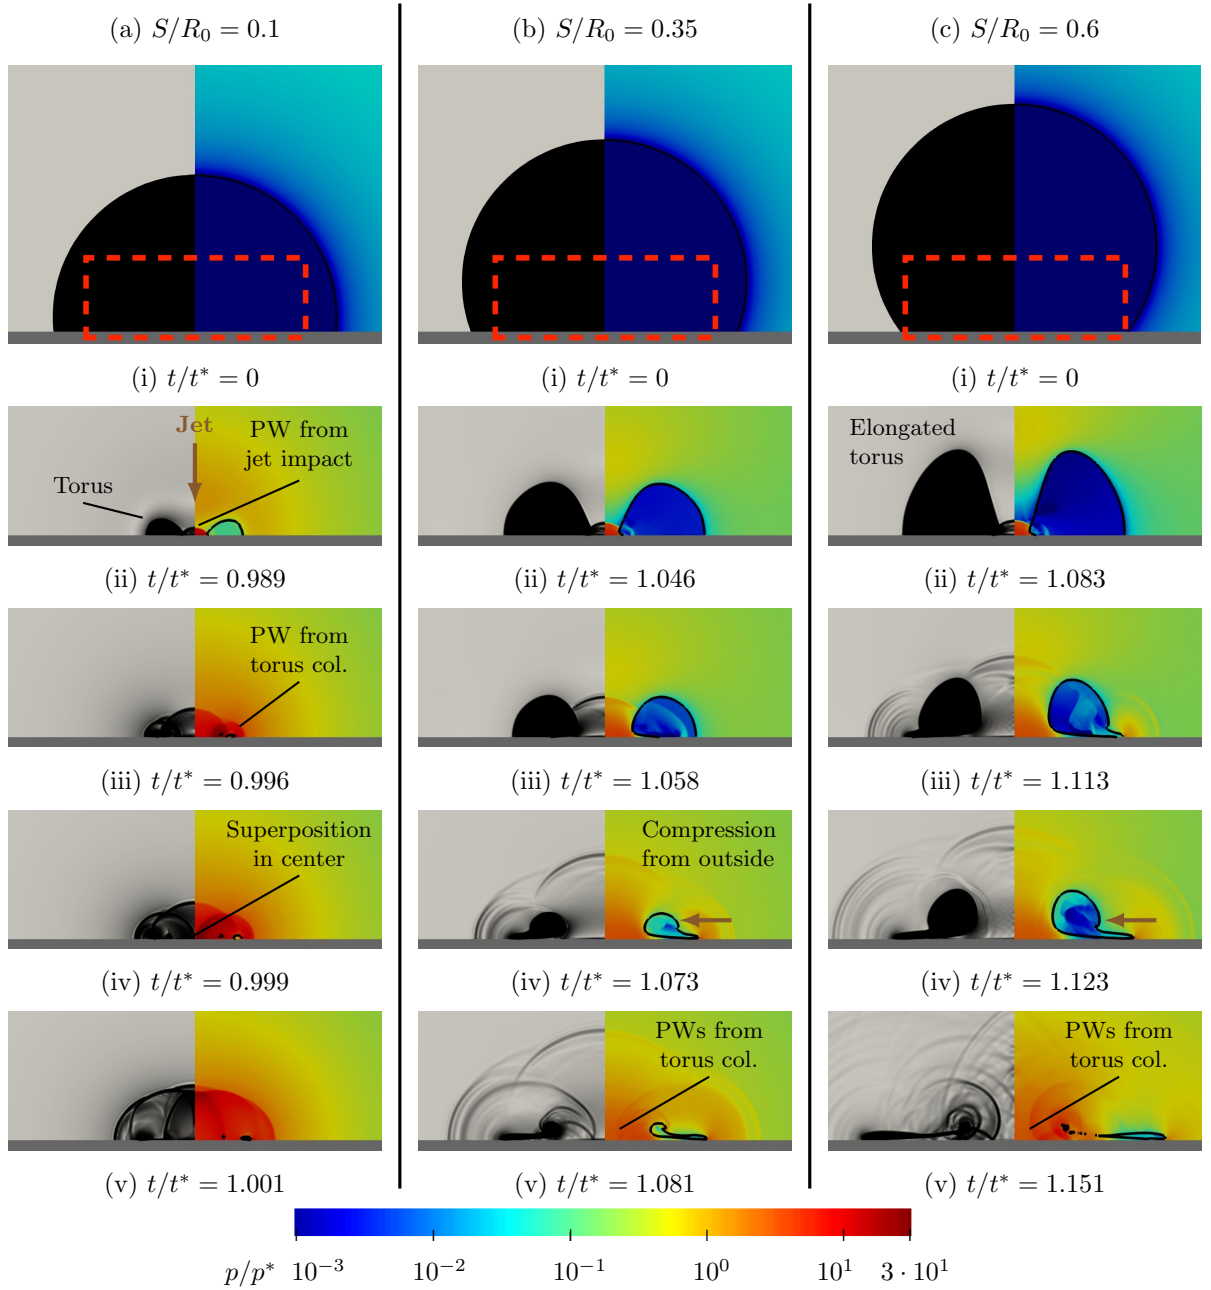 (a) S/R₀ = 0.1
(b) S/R₀ = 0.35
(c) S/R₀ = 0.6
(i) t/t* = 0
(i) t/t* = 0
(i) t/t* = 0
Jet
PW from
jet impact
Torus
Elongated
torus
(ii) t/t* = 0.989
(ii) t/t* = 1.046
(ii) t/t* = 1.083
PW from
torus col.
(iii) t/t* = 0.996
(iii) t/t* = 1.058
(iii) t/t* = 1.113
Superposition
in center
Compression
from outside
(iv) t/t* = 0.999
(iv) t/t* = 1.073
(iv) t/t* = 1.123
PWs from
torus col.
PWs from
torus col.
(v) t/t* = 1.001
(v) t/t* = 1.081
(v) t/t* = 1.151
p/p* 10⁻³ 10⁻² 10⁻¹ 10⁰ 10¹ 3 · 10¹